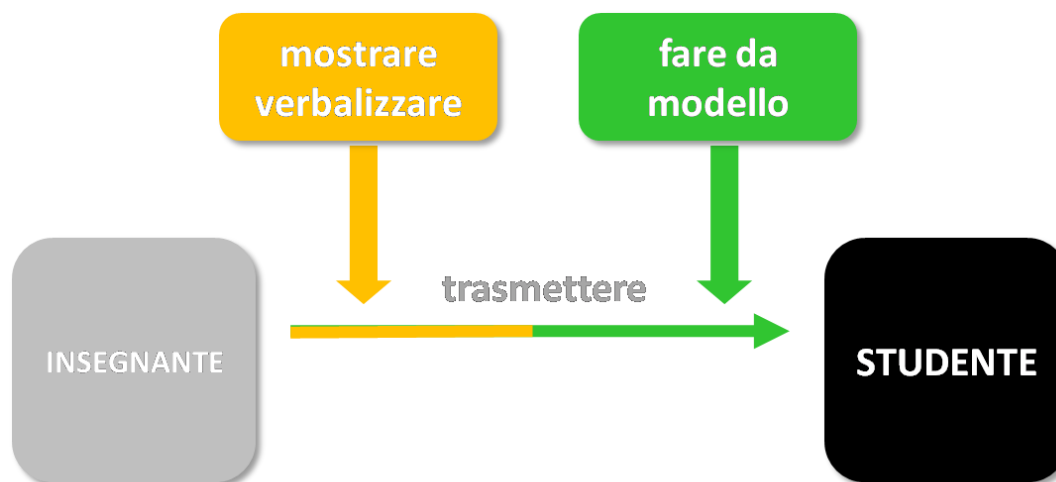 mostrare
verbalizzare
fare da
modello
trasmettere
INSEGNANTE
STUDENTE